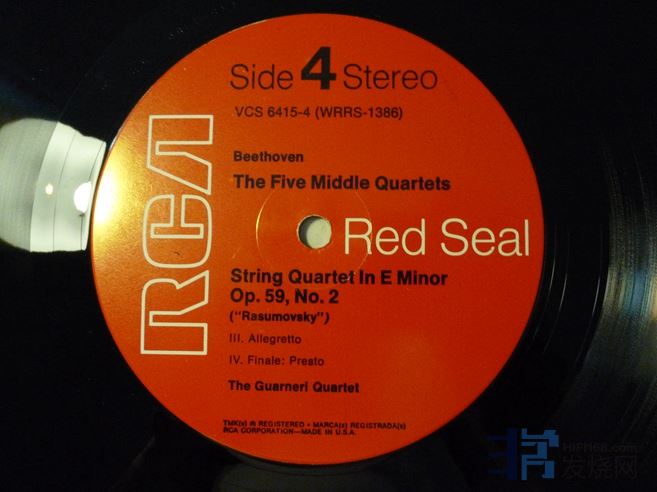 Side 4 Stereo
VCS 6415-4 (WRRS-1386)
Beethoven
The Five Middle Quartets
RCA
Red Seal
String Quartet In E Minor
Op. 59, No. 2
("Rasumovsky")
III. Allegretto
IV. Finale: Presto
The Guarneri Quartet
TMK(s) ® REGISTERED • MARCA(s) REGISTRADA(s)
RCA CORPORATION—MADE IN U.S.A.
HIFI168.com
发烧网